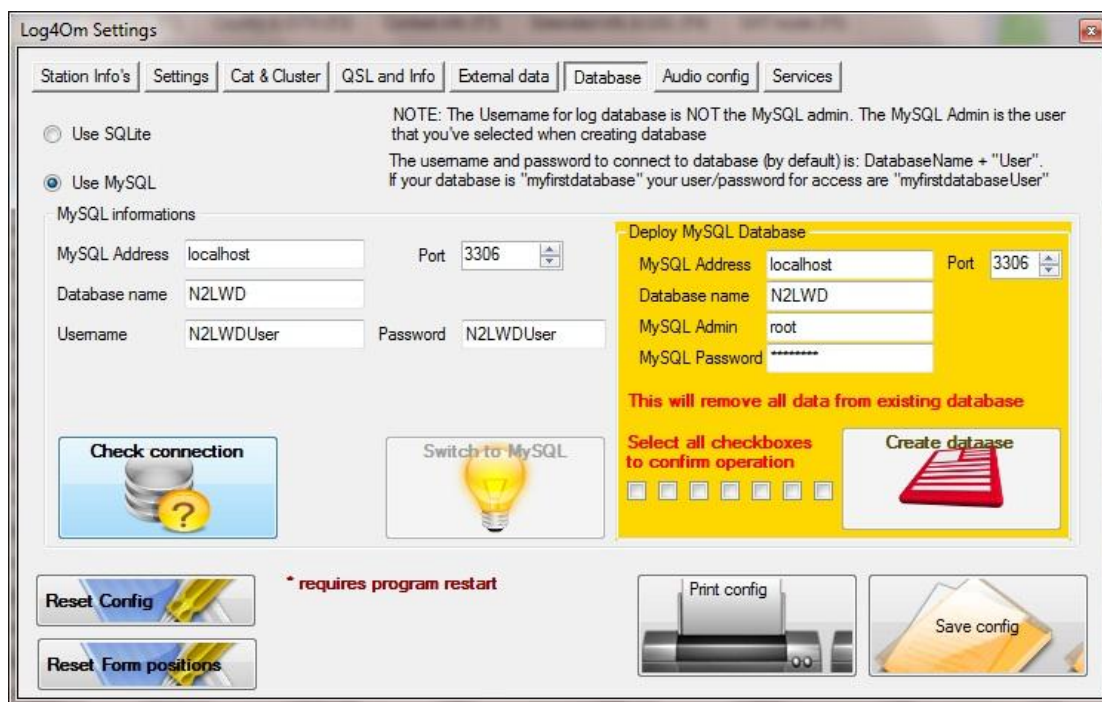 Log4Om Settings
Station Info's Settings Cat & Cluster QSL and Info External data Database Audio config Services
Use SQLite
NOTE: The Username for log database is NOT the MySQL admin. The MySQL Admin is the user
that you've selected when creating database
The username and password to connect to database (by default) is: DatabaseName + "User".
If your database is "myfirstdatabase" your user/password for access are "myfirstdatabaseUser"
Use MySQL
MySQL informations
MySQL Address localhost Port 3306
Database name N2LWD
Username N2LWDUser Password N2LWDUser
Deploy MySQL Database
MySQL Address localhost Port 3306
Database name N2LWD
MySQL Admin root
MySQL Password ********
This will remove all data from existing database
Select all checkboxes
to confirm operation
Create dataase
Check connection
?
Switch to MySQL
Reset Config
* requires program restart
Print config
Save config
Reset Form positions